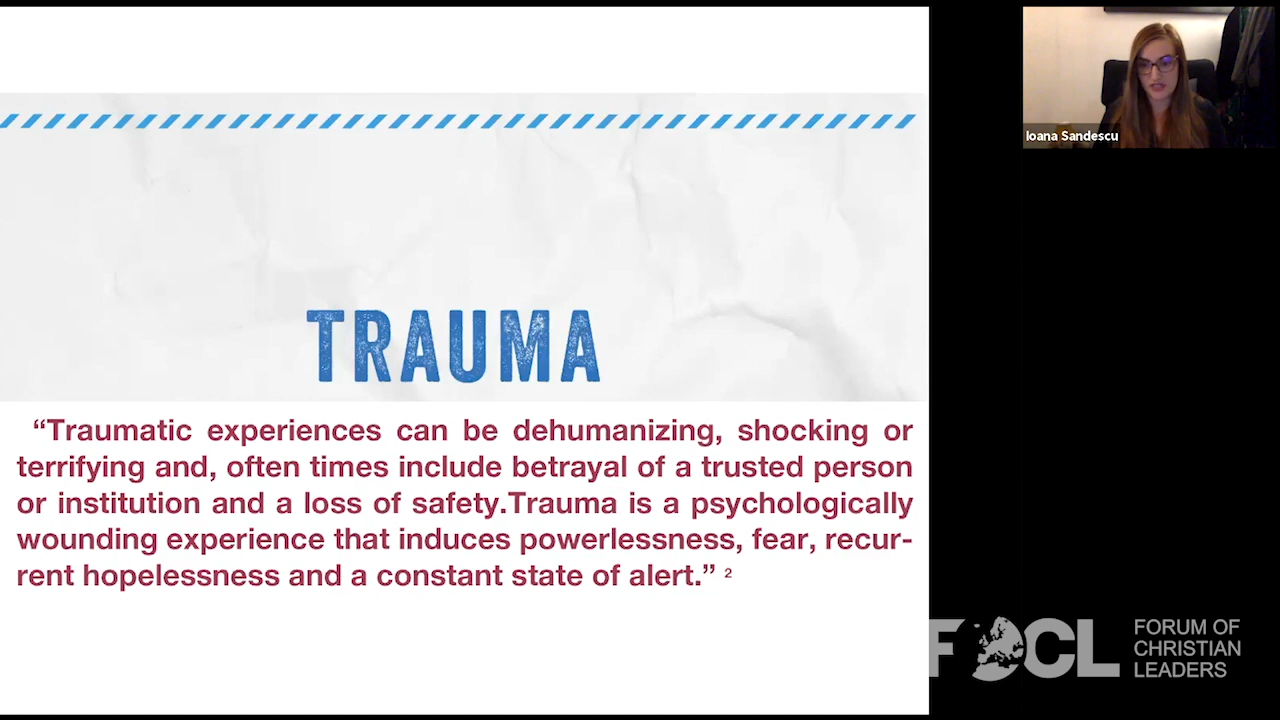 Ioana Sandescu
TRAUMA
“Traumatic experiences can be dehumanizing, shocking or
terrifying and, often times include betrayal of a trusted person
or institution and a loss of safety.Trauma is a psychologically
wounding experience that induces powerlessness, fear, recur-
rent hopelessness and a constant state of alert.” ²
FOCL
FORUM OF
CHRISTIAN
LEADERS